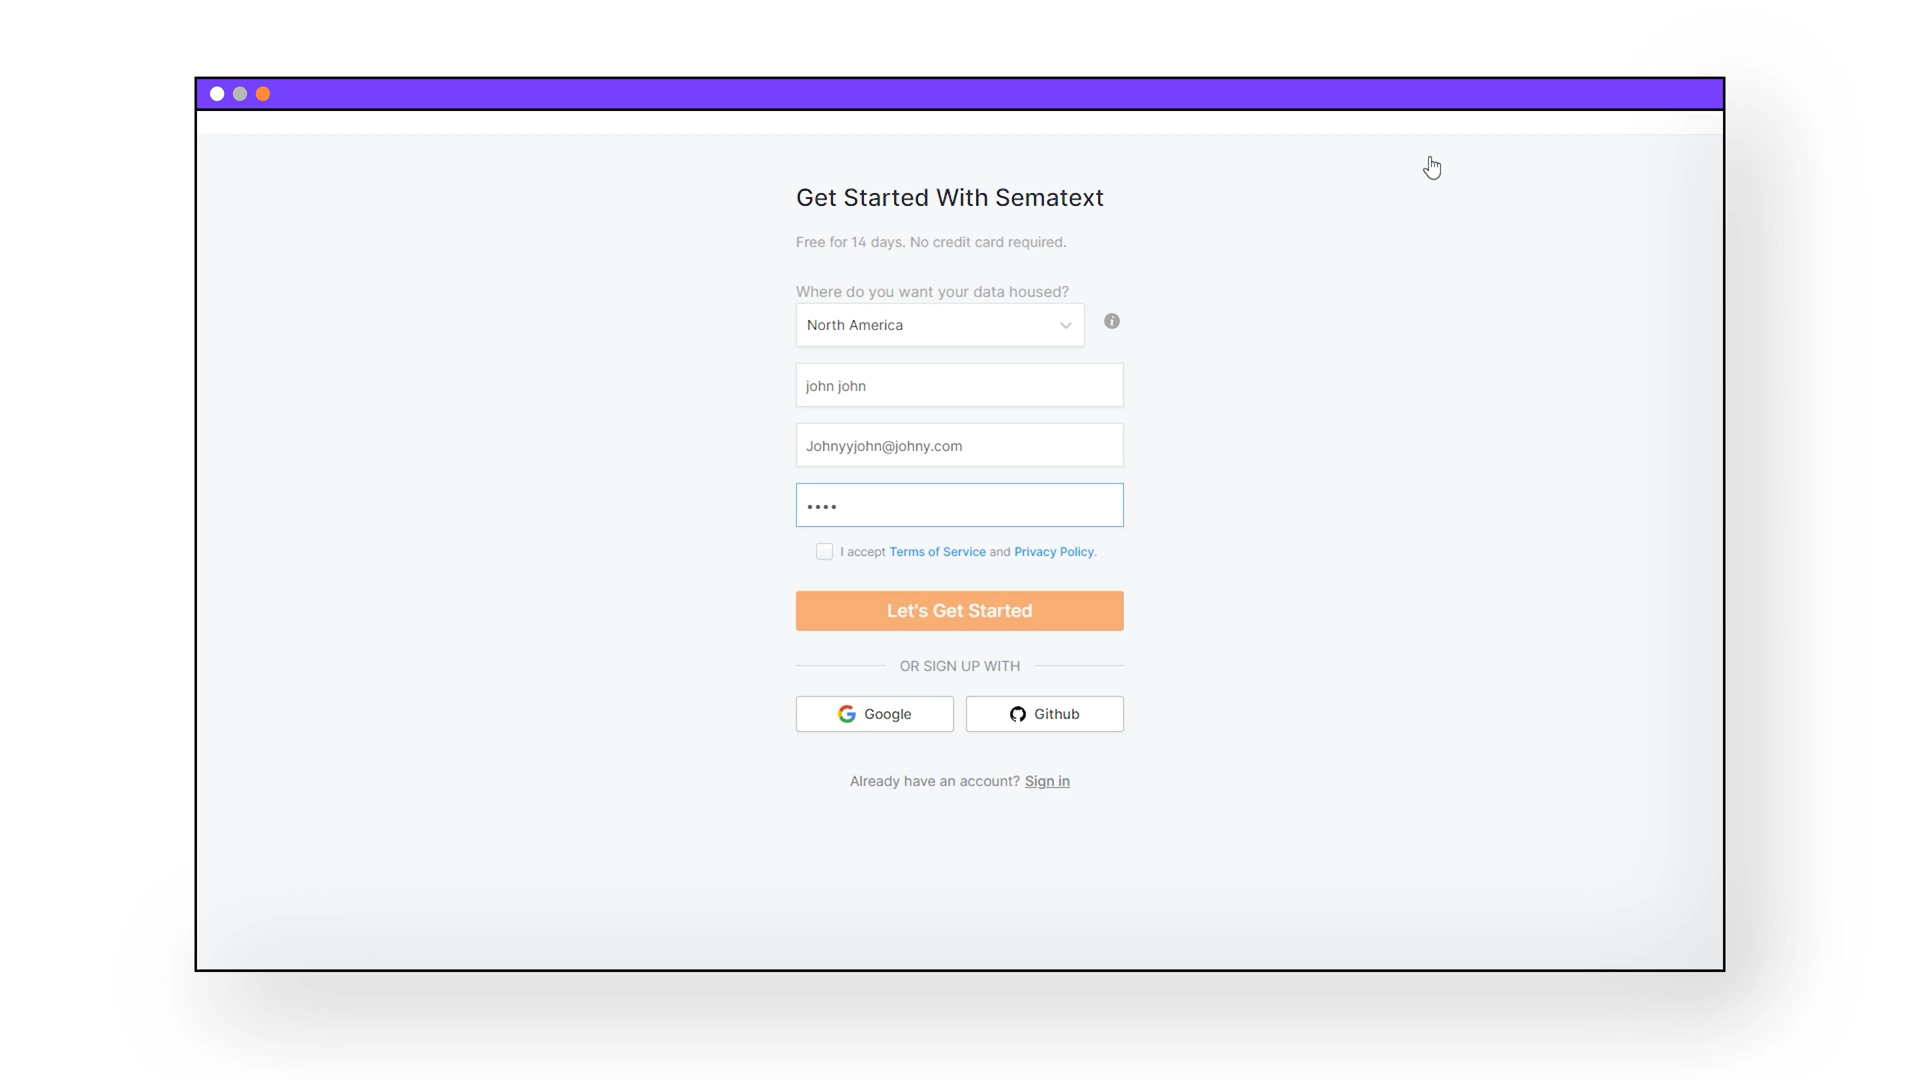 Get Started With Sematext
Free for 14 days. No credit card required.
Where do you want your data housed?
North America
john john
Johnyyjohn@johny.com
••••
I accept Terms of Service and Privacy Policy.
Let's Get Started
OR SIGN UP WITH
Google
Github
Already have an account? Sign in